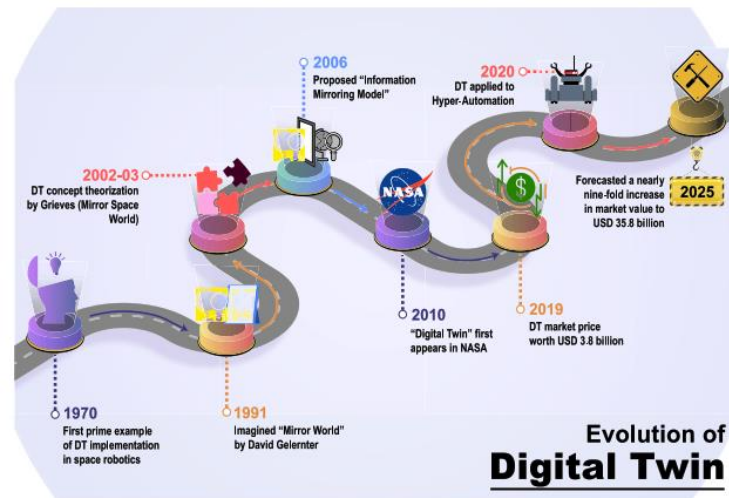 1970
First prime example
of DT implementation
in space robotics
1991
Imagined “Mirror World”
by David Gelernter
2002-03
DT concept theorization
by Grieves (Mirror Space
World)
2006
Proposed “Information
Mirroring Model”
NASA
2010
“Digital Twin” first
appears in NASA
$
2019
DT market price
worth USD 3.8 billion
2020
DT applied to
Hyper-Automation
2025
Forecasted a nearly
nine-fold increase
in market value to
USD 35.8 billion
Evolution of
Digital Twin